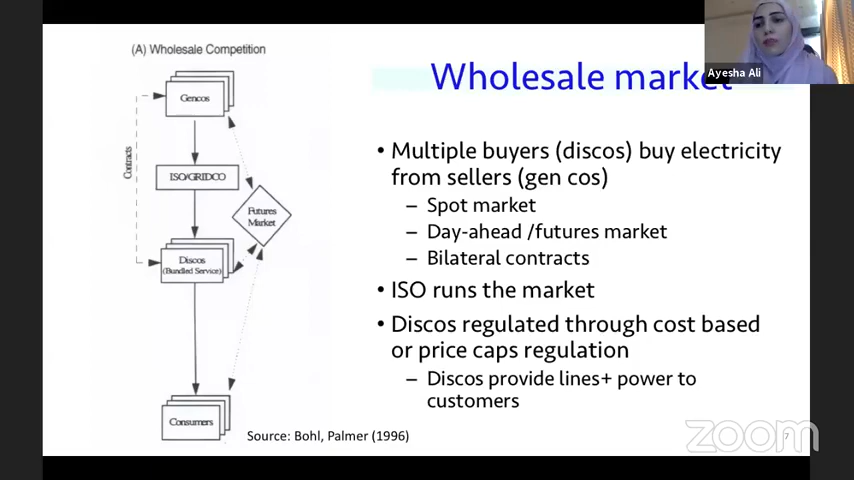 (A) Wholesale Competition
Gencos
Contracts
ISO/GRIDCO
Futures
Market
Discos
(Bundled Service)
Consumers
Source: Bohl, Palmer (1996)
Wholesale market
• Multiple buyers (discos) buy electricity
from sellers (gen cos)
– Spot market
– Day-ahead /futures market
– Bilateral contracts
• ISO runs the market
• Discos regulated through cost based
or price caps regulation
– Discos provide lines+ power to
customers
Ayesha Ali
zoom
7